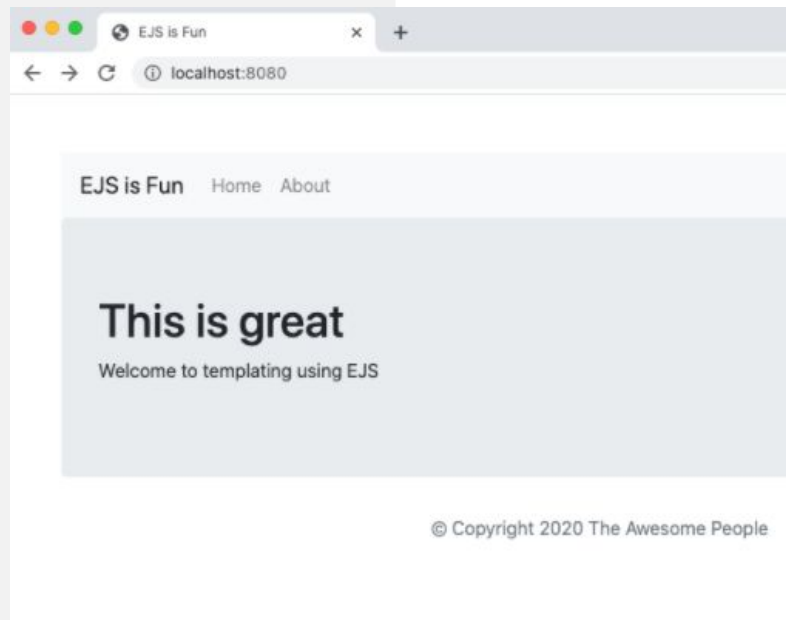 EJS is Fun
localhost:8080
EJS is Fun Home About
This is great
Welcome to templating using EJS
© Copyright 2020 The Awesome People